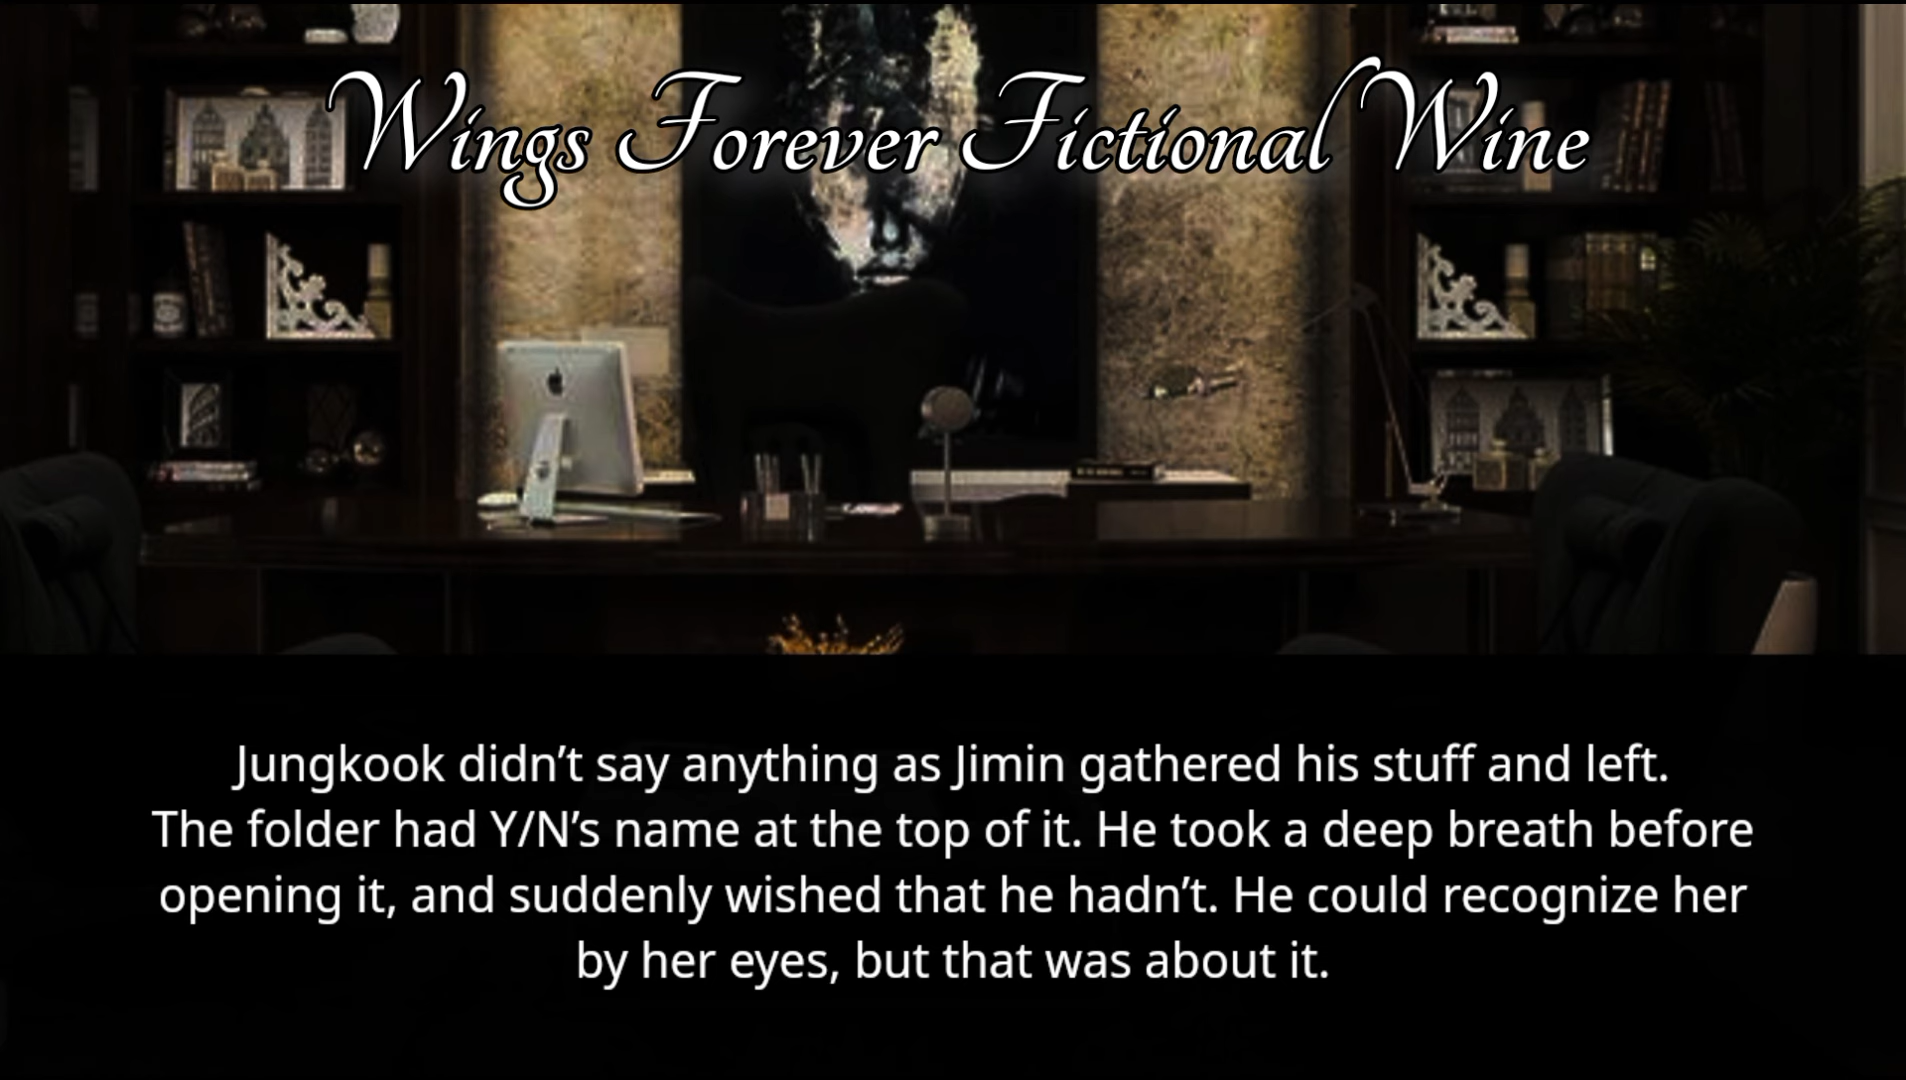 Wings Forever Fictional Wine
Jungkook didn’t say anything as Jimin gathered his stuff and left.
The folder had Y/N’s name at the top of it. He took a deep breath before
opening it, and suddenly wished that he hadn’t. He could recognize her
by her eyes, but that was about it.